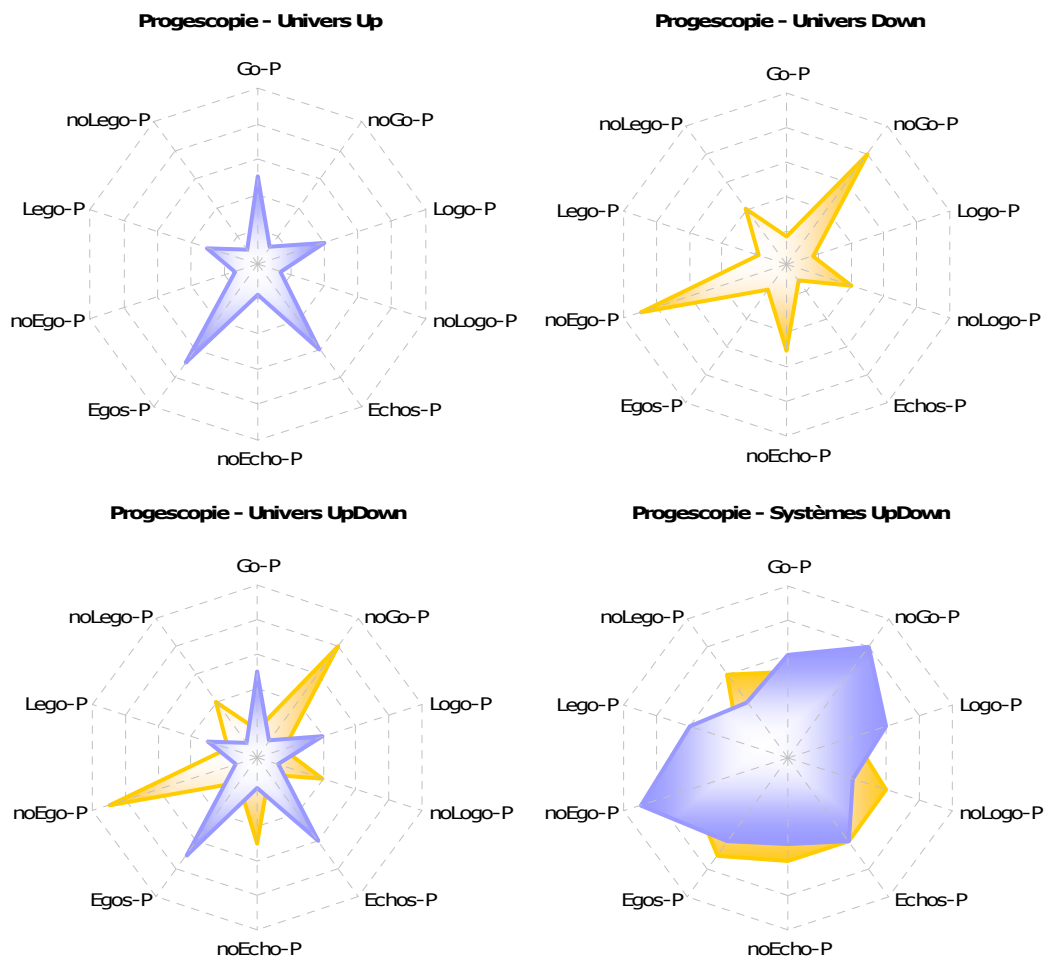 Progescopie - Univers Up
Go-P
noGo-P
Logo-P
noLogo-P
Echos-P
noEcho-P
Egos-P
noEgo-P
Lego-P
noLego-P
Progescopie - Univers Down
Go-P
noGo-P
Logo-P
noLogo-P
Echos-P
noEcho-P
Egos-P
noEgo-P
Lego-P
noLego-P
Progescopie - Univers UpDown
Go-P
noGo-P
Logo-P
noLogo-P
Echos-P
noEcho-P
Egos-P
noEgo-P
Lego-P
noLego-P
Progescopie - Systèmes UpDown
Go-P
noGo-P
Logo-P
noLogo-P
Echos-P
noEcho-P
Egos-P
noEgo-P
Lego-P
noLego-P